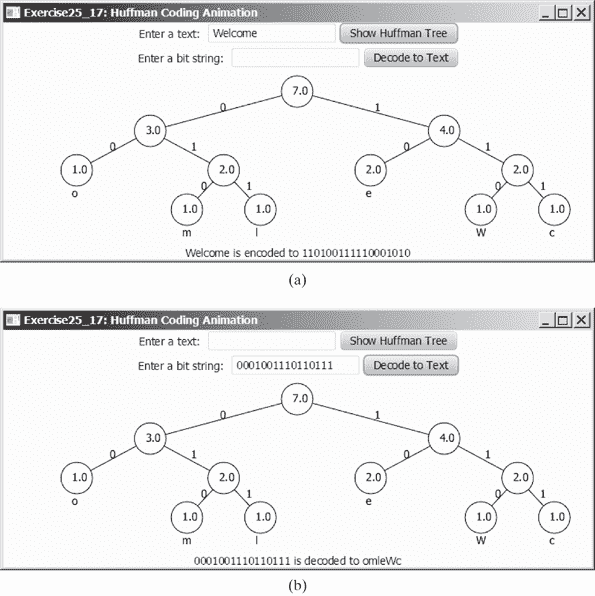 Exercise25_17: Huffman Coding Animation
Enter a text: Welcome Show Huffman Tree
Enter a bit string: Decode to Text
7.0
0 1
3.0 4.0
0 1 0 1
1.0 2.0 2.0 2.0
o 0 1 e 0 1
1.0 1.0 1.0 1.0
m l W c
Welcome is encoded to 110100111110001010
(a)
Exercise25_17: Huffman Coding Animation
Enter a text: Show Huffman Tree
Enter a bit string: 0001001110110111 Decode to Text
7.0
0 1
3.0 4.0
0 1 0 1
1.0 2.0 2.0 2.0
o 0 1 e 0 1
1.0 1.0 1.0 1.0
m l W c
0001001110110111 is decoded to omleWc
(b)